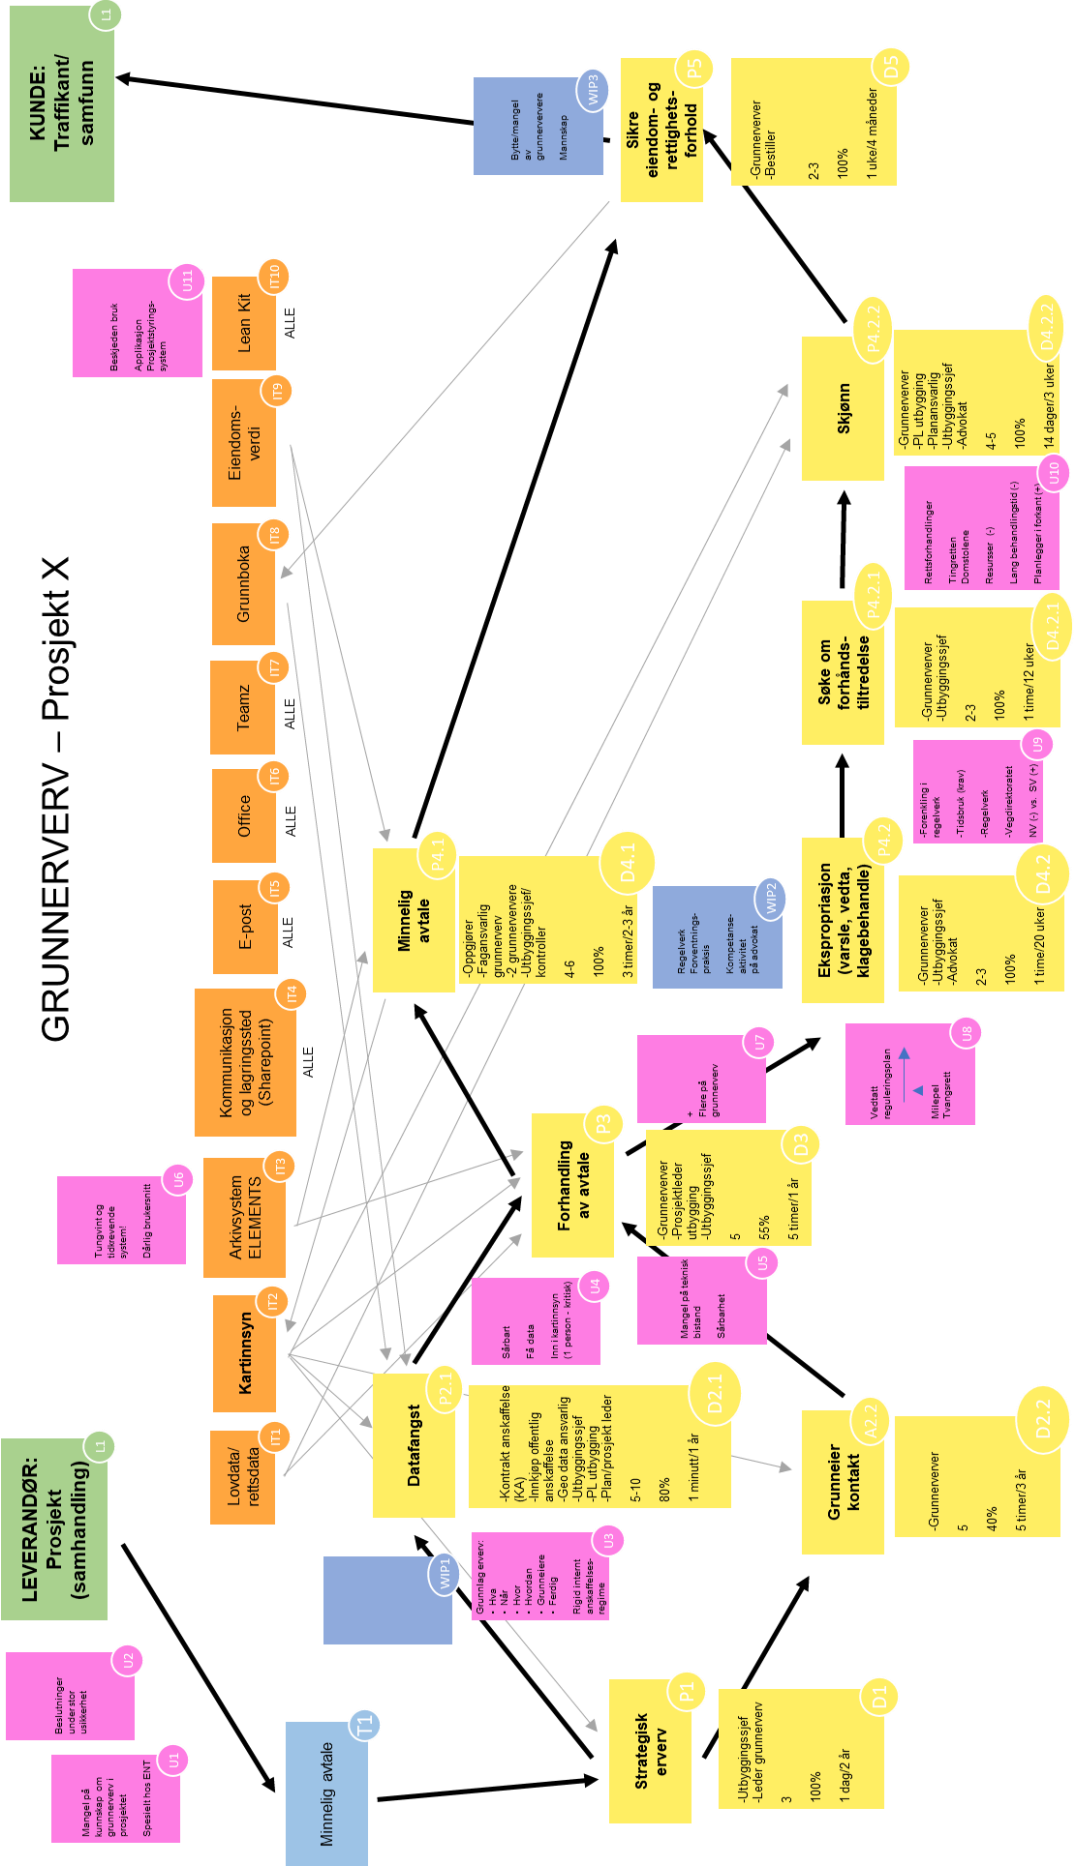 GRUNNERVERV – Prosjekt X
LEVERANDØR:
Prosjekt
(samhandling)
L1
KUNDE:
Traffikant/
samfunn
L1
Mangel på
kunnskap om
grunnerverv i
prosjektet
Spesielt hos ENT
U1
Beslutninger
under stor
usikkerhet
U2
Tungvint og
tidkrevende
system!
Dårlig brukersnitt
U6
Beskjeden bruk
Applikasjon
Prosjektstyrings-
system
U11
Lovdata/
rettsdata
IT1
Kartinnsyn
IT2
Arkivsystem
ELEMENTS
IT3
Kommunikasjon
og lagringssted
(Sharepoint)
IT4
ALLE
E-post
IT5
ALLE
Office
IT6
ALLE
Teamz
IT7
ALLE
Grunnboka
IT8
Eiendoms-
verdi
IT9
Lean Kit
IT10
ALLE
Minnelig avtale
T1
WIP1
Datafangst
P2.1
-Kontrakt anskaffelse
(KA)
-Innkjøp offentlig
anskaffelse
-Geo data ansvarlig
-Utbyggingssjef
-PL utbygging
-Plan/prosjekt leder
5-10
80%
1 minutt/1 år
D2.1
Minnelig
avtale
P4.1
-Oppgjører
-Fagansvarlig
grunnerverv
-2 grunnerververe
-Utbyggingssjef/
kontroller
4-6
100%
3 timer/2-3 år
D4.1
Grunnlag erverv:
• Hva
• Når
• Hvor
• Hvordan
• Grunneiere
• Ferdig
Rigid internt
anskaffelses-
regime
U3
Sårbart
Få data
Inn i kartinnsyn
(1 person - kritisk)
U4
Bytte/mangel
av
grunnerververe
Mannskap
WIP3
Strategisk
erverv
P1
-Utbyggingssjef
-Leder grunnerverv
3
100%
1 dag/2 år
D1
Forhandling
av avtale
P3
-Grunnerverver
-Prosjektleder
utbygging
-Utbyggingssjef
5
55%
5 timer/1 år
D3
Mangel på teknisk
bistand
Sårbarhet
U5
+
Flere på
grunnerverv
U7
Regelverk
Forventnings-
praksis
Kompetanse-
aktivitet
på advokat
WIP2
Sikre
eiendom- og
rettighets-
forhold
P5
-Grunnerverver
-Bestiller
2-3
100%
1 uke/4 måneder
D5
Grunneier
kontakt
A2.2
-Grunnerverver
5
40%
5 timer/3 år
D2.2
Vedtatt
reguleringsplan
Milepel
Tvangsrett
U8
Ekspropriasjon
(varsle, vedta,
klagebehandle)
P4.2
-Grunnerverver
-Utbyggingssjef
-Advokat
2-3
100%
1 time/20 uker
D4.2
-Forenkling i
regelverk
-Tidsbruk (krav)
-Regelverk
-Vegdirektoratet
NV (-) vs. SV (+)
U9
Søke om
forhånds-
tiltredelse
P4.2.1
-Grunnerverver
-Utbyggingssjef
2-3
100%
1 time/12 uker
D4.2.1
Rettsforhandlinger
Tingretten
Domstolene
Resursser (-)
Lang behandlingstid (-)
Planlegger i forkant (+)
U10
Skjønn
P4.2.2
-Grunnerverver
-PL utbygging
-Planansvarlig
-Utbyggingssjef
-Advokat
4-5
100%
14 dager/3 uker
D4.2.2